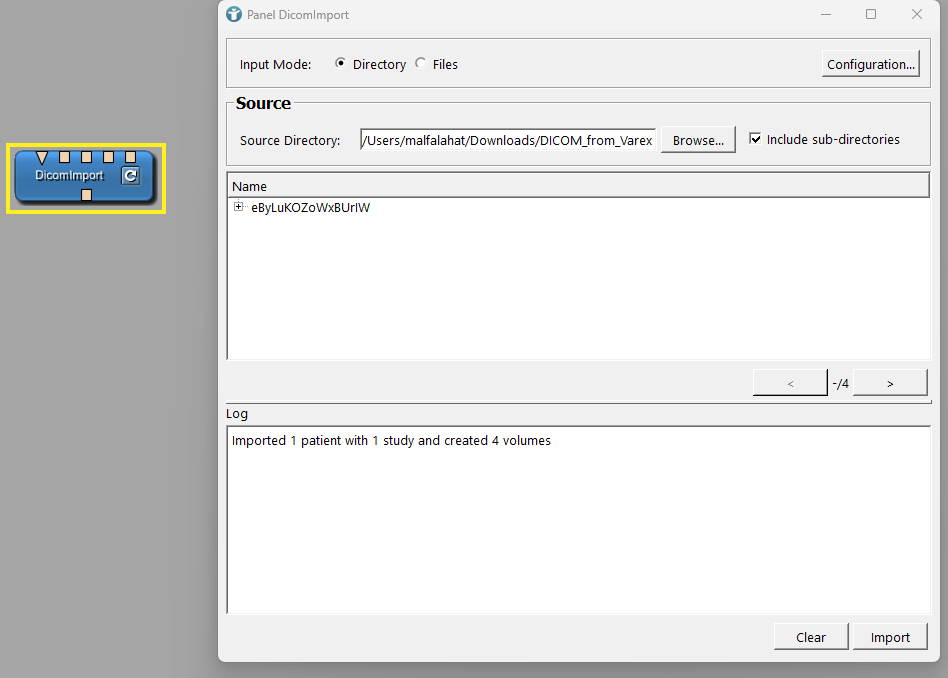 Panel DicomImport
Input Mode: Directory Files Configuration...
Source
Source Directory: /Users/malfalahat/Downloads/DICOM_from_Varex Browse... Include sub-directories
DicomImport
Name
eByLuKOZoWxBUrIW
< -/4 >
Log
Imported 1 patient with 1 study and created 4 volumes
Clear Import